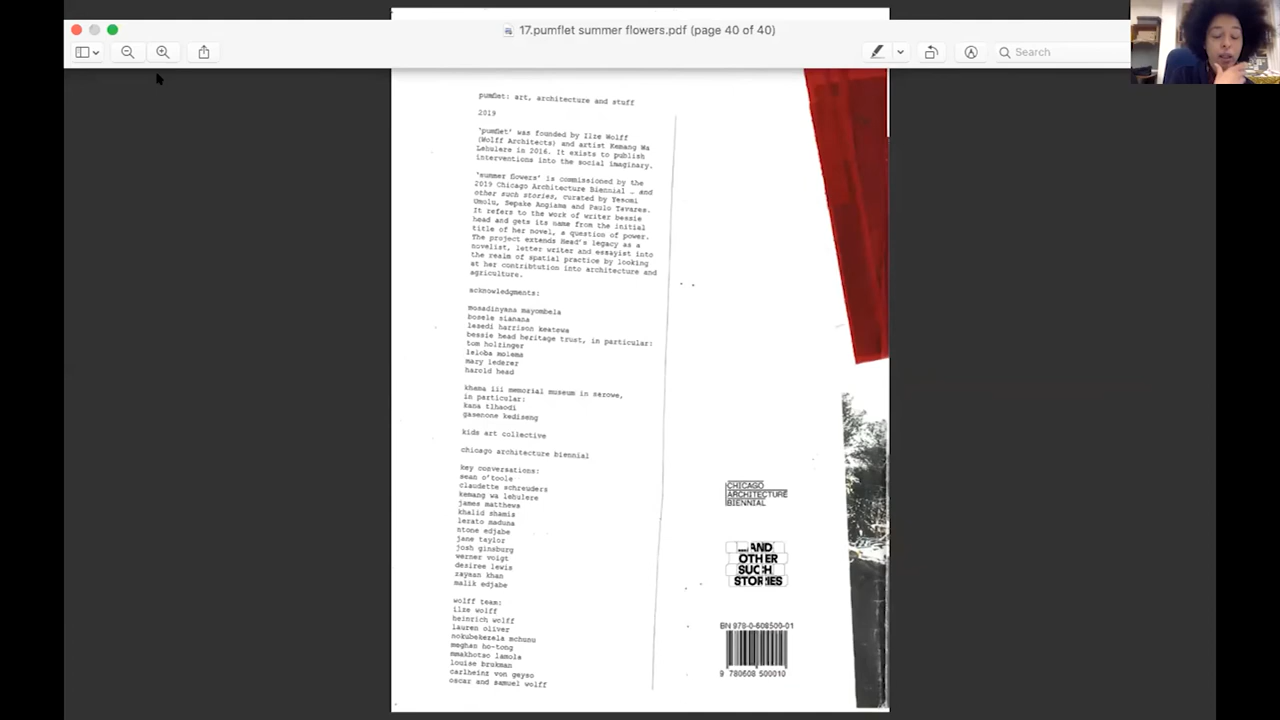 17.pumflet summer flowers.pdf (page 40 of 40)
Search
pumflet: art, architecture and stuff
2019
'pumflet' was founded by Ilze Wolff
(Wolff Architects) and artist Kemang Wa
Lehulere in 2016. It exists to publish
interventions into the social imaginary.
'summer flowers' is commissioned by the
2019 Chicago Architecture Biennial … and
other such stories, curated by Yesomi
Umolu, Sepake Angiama and Paulo Tavares.
It refers to the work of writer bessie
head and gets its name from the initial
title of her novel, a question of power.
The project extends Head's legacy as a
novelist, letter writer and essayist into
the realm of spatial practice by looking
at her contribtution into architecture and
agriculture.
acknowledgments:
mosadinyana mayombela
bosele sianana
lasedi harrison keatewa
bessie head heritage trust, in particular:
tom holzinger
leloba molema
mary lederer
harold head
khama iii memorial museum in serowe,
in particular:
kana tlhaodi
gasenone kediseng
kids art collective
chicago architecture biennial
key conversations:
sean o'toole
claudette schreuders
kemang wa lehulere
james matthews
khalid shamis
lerato maduna
ntone edjabe
jane taylor
josh ginsburg
werner voigt
desiree lewis
zayaan khan
malik edjabe
wolff team:
ilze wolff
heinrich wolff
lauren oliver
nokubekezela mchunu
meghan ho-tong
mmakhotso lamola
louise brukman
carlheinz von geyso
oscar and samuel wolff
CHICAGO
ARCHITECTURE
BIENNIAL
... AND
OTHER
SUCH
STORIES
BN 978-0-608500-01
9 780608 500010